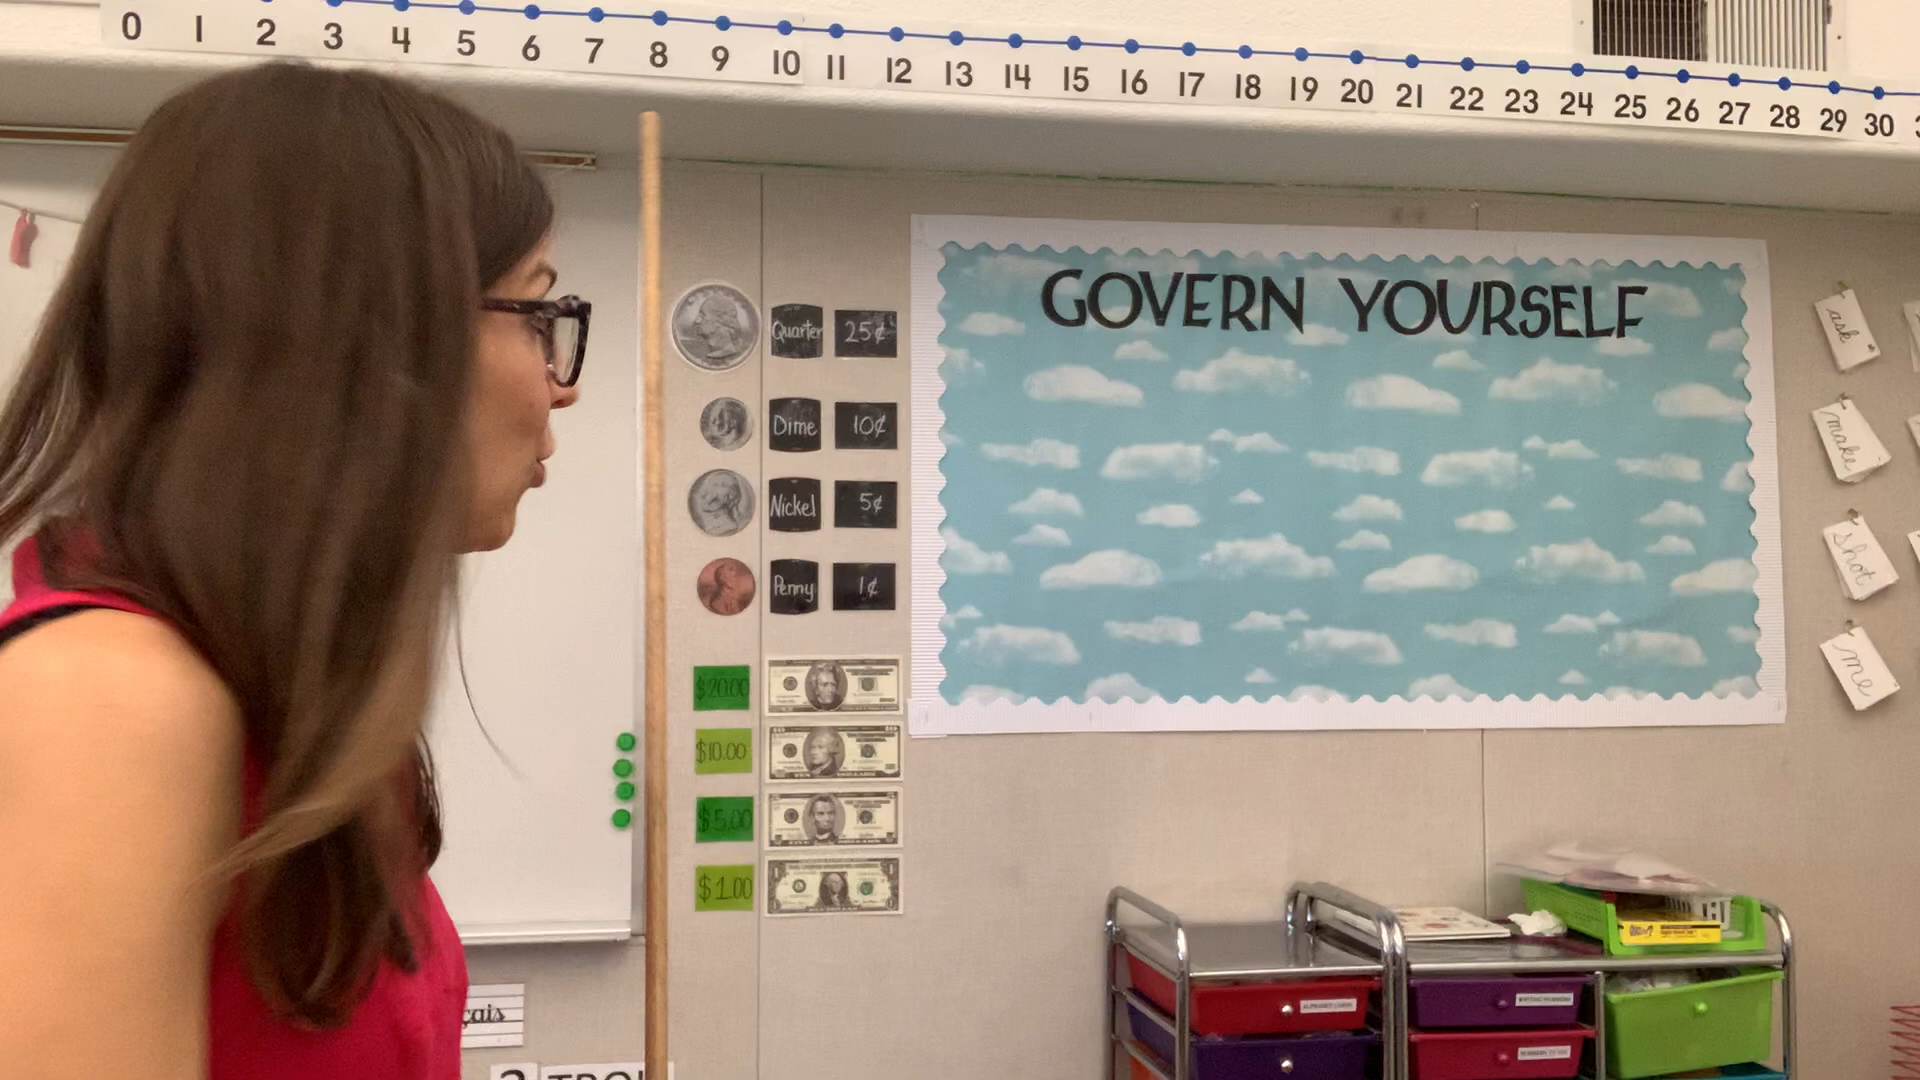 0 1 2 3 4 5 6 7 8 9 10 11 12 13 14 15 16 17 18 19 20 21 22 23 24 25 26 27 28 29 30
GOVERN YOURSELF
Quarter 25¢
Dime 10¢
Nickel 5¢
Penny 1¢
$20.00
$10.00
$5.00
$1.00
ask
make
shot
me
çais
ALPHABET CARDS